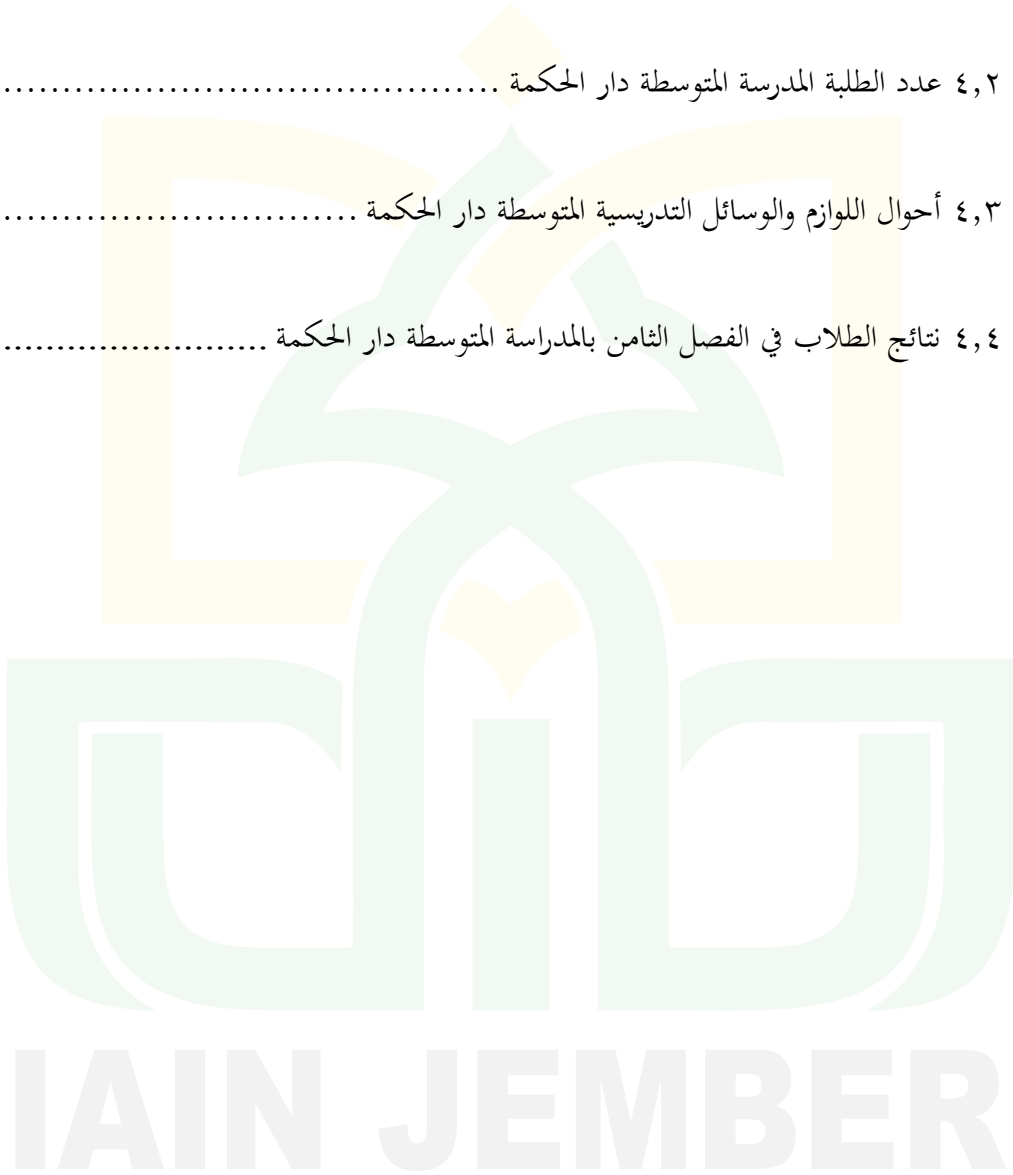 ٤,٢ عدد الطلبة المدرسة المتوسطة دار الحكمة ..........................................
٤,٣ أحوال اللوازم والوسائل التدريسية المتوسطة دار الحكمة ..............................
٤,٤ نتائج الطلاب في الفصل الثامن بالمدراسة المتوسطة دار الحكمة .........................
IAIN JEMBER